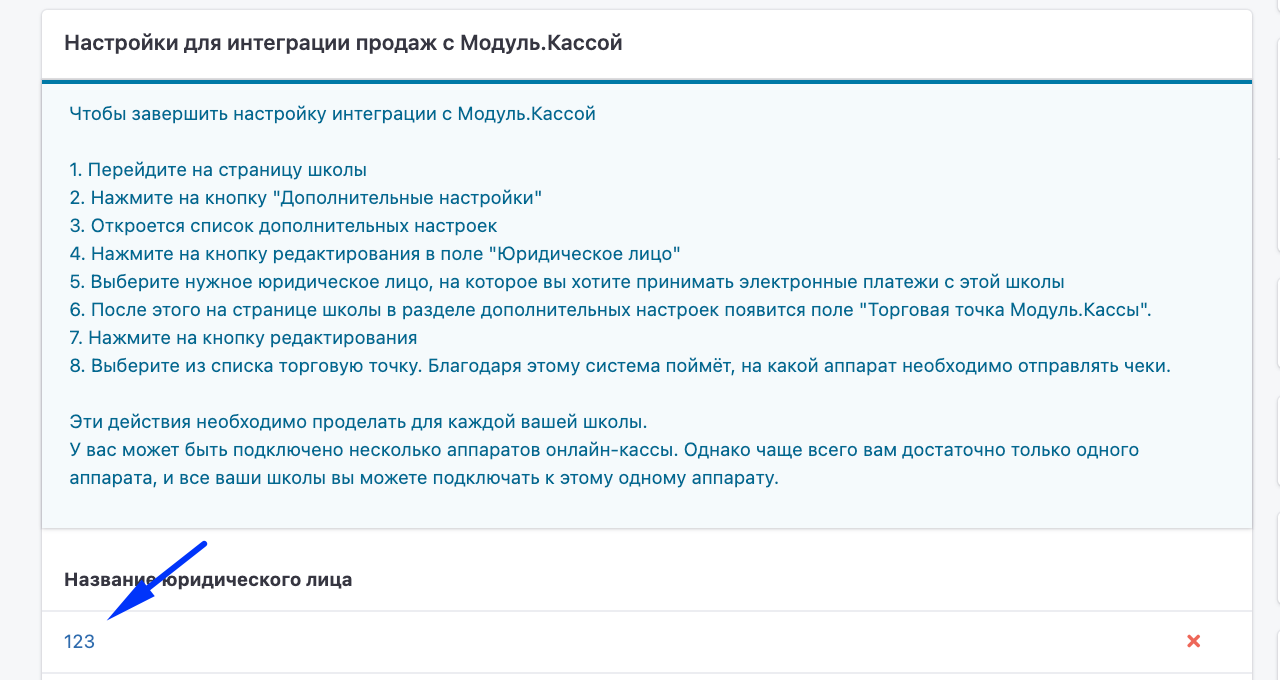 Настройки для интеграции продаж с Модуль.Кассой
Чтобы завершить настройку интеграции с Модуль.Кассой
1. Перейдите на страницу школы
2. Нажмите на кнопку "Дополнительные настройки"
3. Откроется список дополнительных настроек
4. Нажмите на кнопку редактирования в поле "Юридическое лицо"
5. Выберите нужное юридическое лицо, на которое вы хотите принимать электронные платежи с этой школы
6. После этого на странице школы в разделе дополнительных настроек появится поле "Торговая точка Модуль.Кассы".
7. Нажмите на кнопку редактирования
8. Выберите из списка торговую точку. Благодаря этому система поймёт, на какой аппарат необходимо отправлять чеки.
Эти действия необходимо проделать для каждой вашей школы.
У вас может быть подключено несколько аппаратов онлайн-кассы. Однако чаще всего вам достаточно только одного
аппарата, и все ваши школы вы можете подключать к этому одному аппарату.
Название юридического лица
123